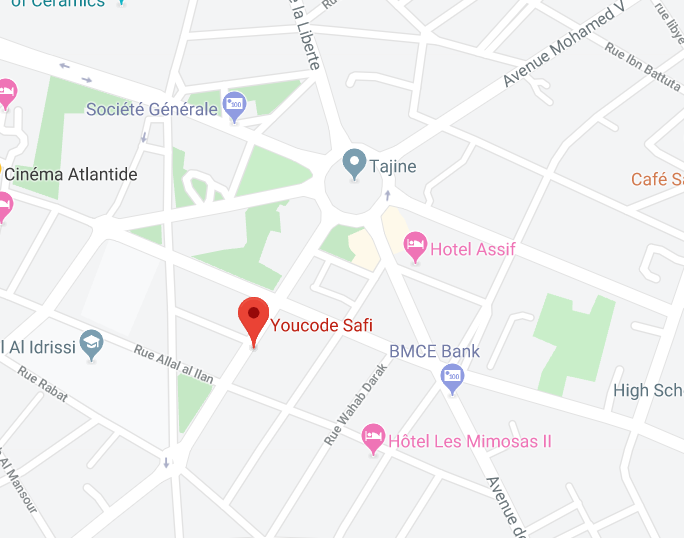 of Ceramics
Ru
e la Liberte
Avenue Mohamed V
rue libye
Rue Ibn Battuta
Société Générale
Tajine
Cinéma Atlantide
Café Sa
Hotel Assif
Youcode Safi
l Al Idrissi
BMCE Bank
Rue Allal al Ilan
Rue Rabat
Rue Wahab Darak
High Scho
Hôtel Les Mimosas II
Al Mansour
Avenue de